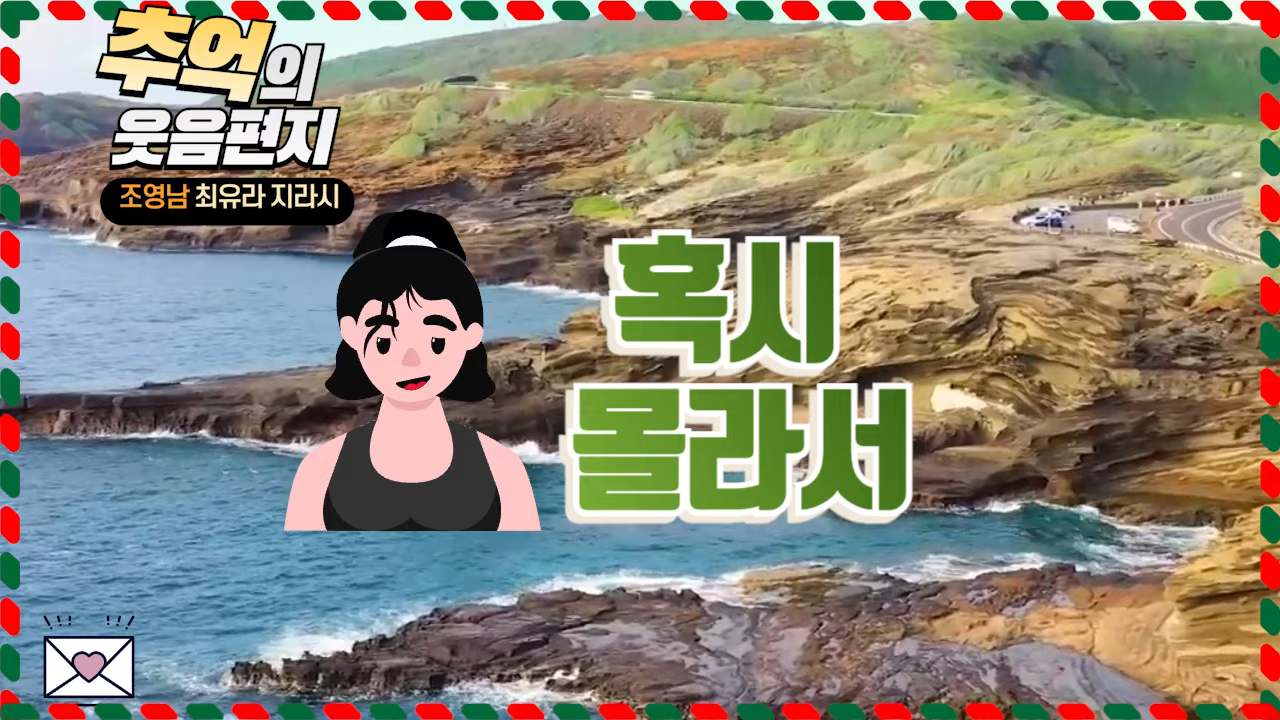 추억의
웃음편지
조영남 최유라 지라시
혹시
몰라서